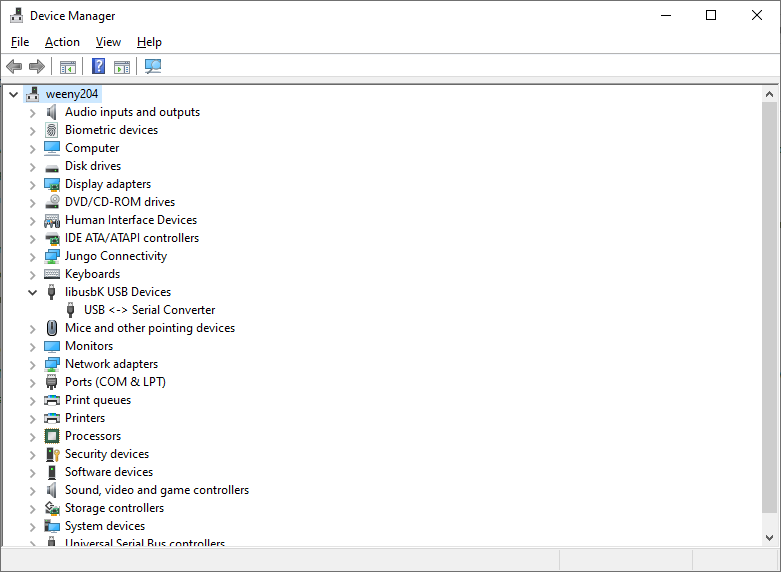 Device Manager
File Action View Help
weeny204
Audio inputs and outputs
Biometric devices
Computer
Disk drives
Display adapters
DVD/CD-ROM drives
Human Interface Devices
IDE ATA/ATAPI controllers
Jungo Connectivity
Keyboards
libusbK USB Devices
USB <-> Serial Converter
Mice and other pointing devices
Monitors
Network adapters
Ports (COM & LPT)
Print queues
Printers
Processors
Security devices
Software devices
Sound, video and game controllers
Storage controllers
System devices
Universal Serial Bus controllers